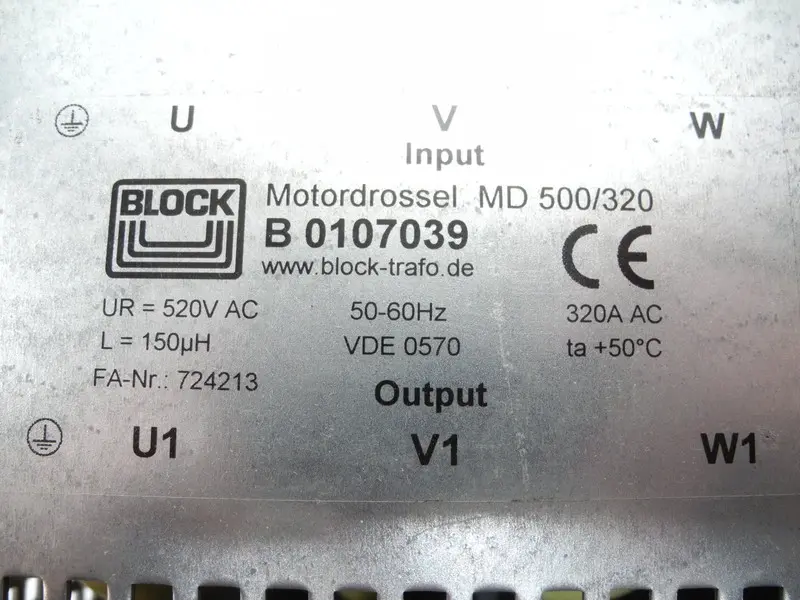 U V W
Input
BLOCK
Motordrossel MD 500/320
B 0107039
www.block-trafo.de
CE
UR = 520V AC 50-60Hz 320A AC
L = 150µH VDE 0570 ta +50°C
FA-Nr.: 724213
Output
U1 V1 W1